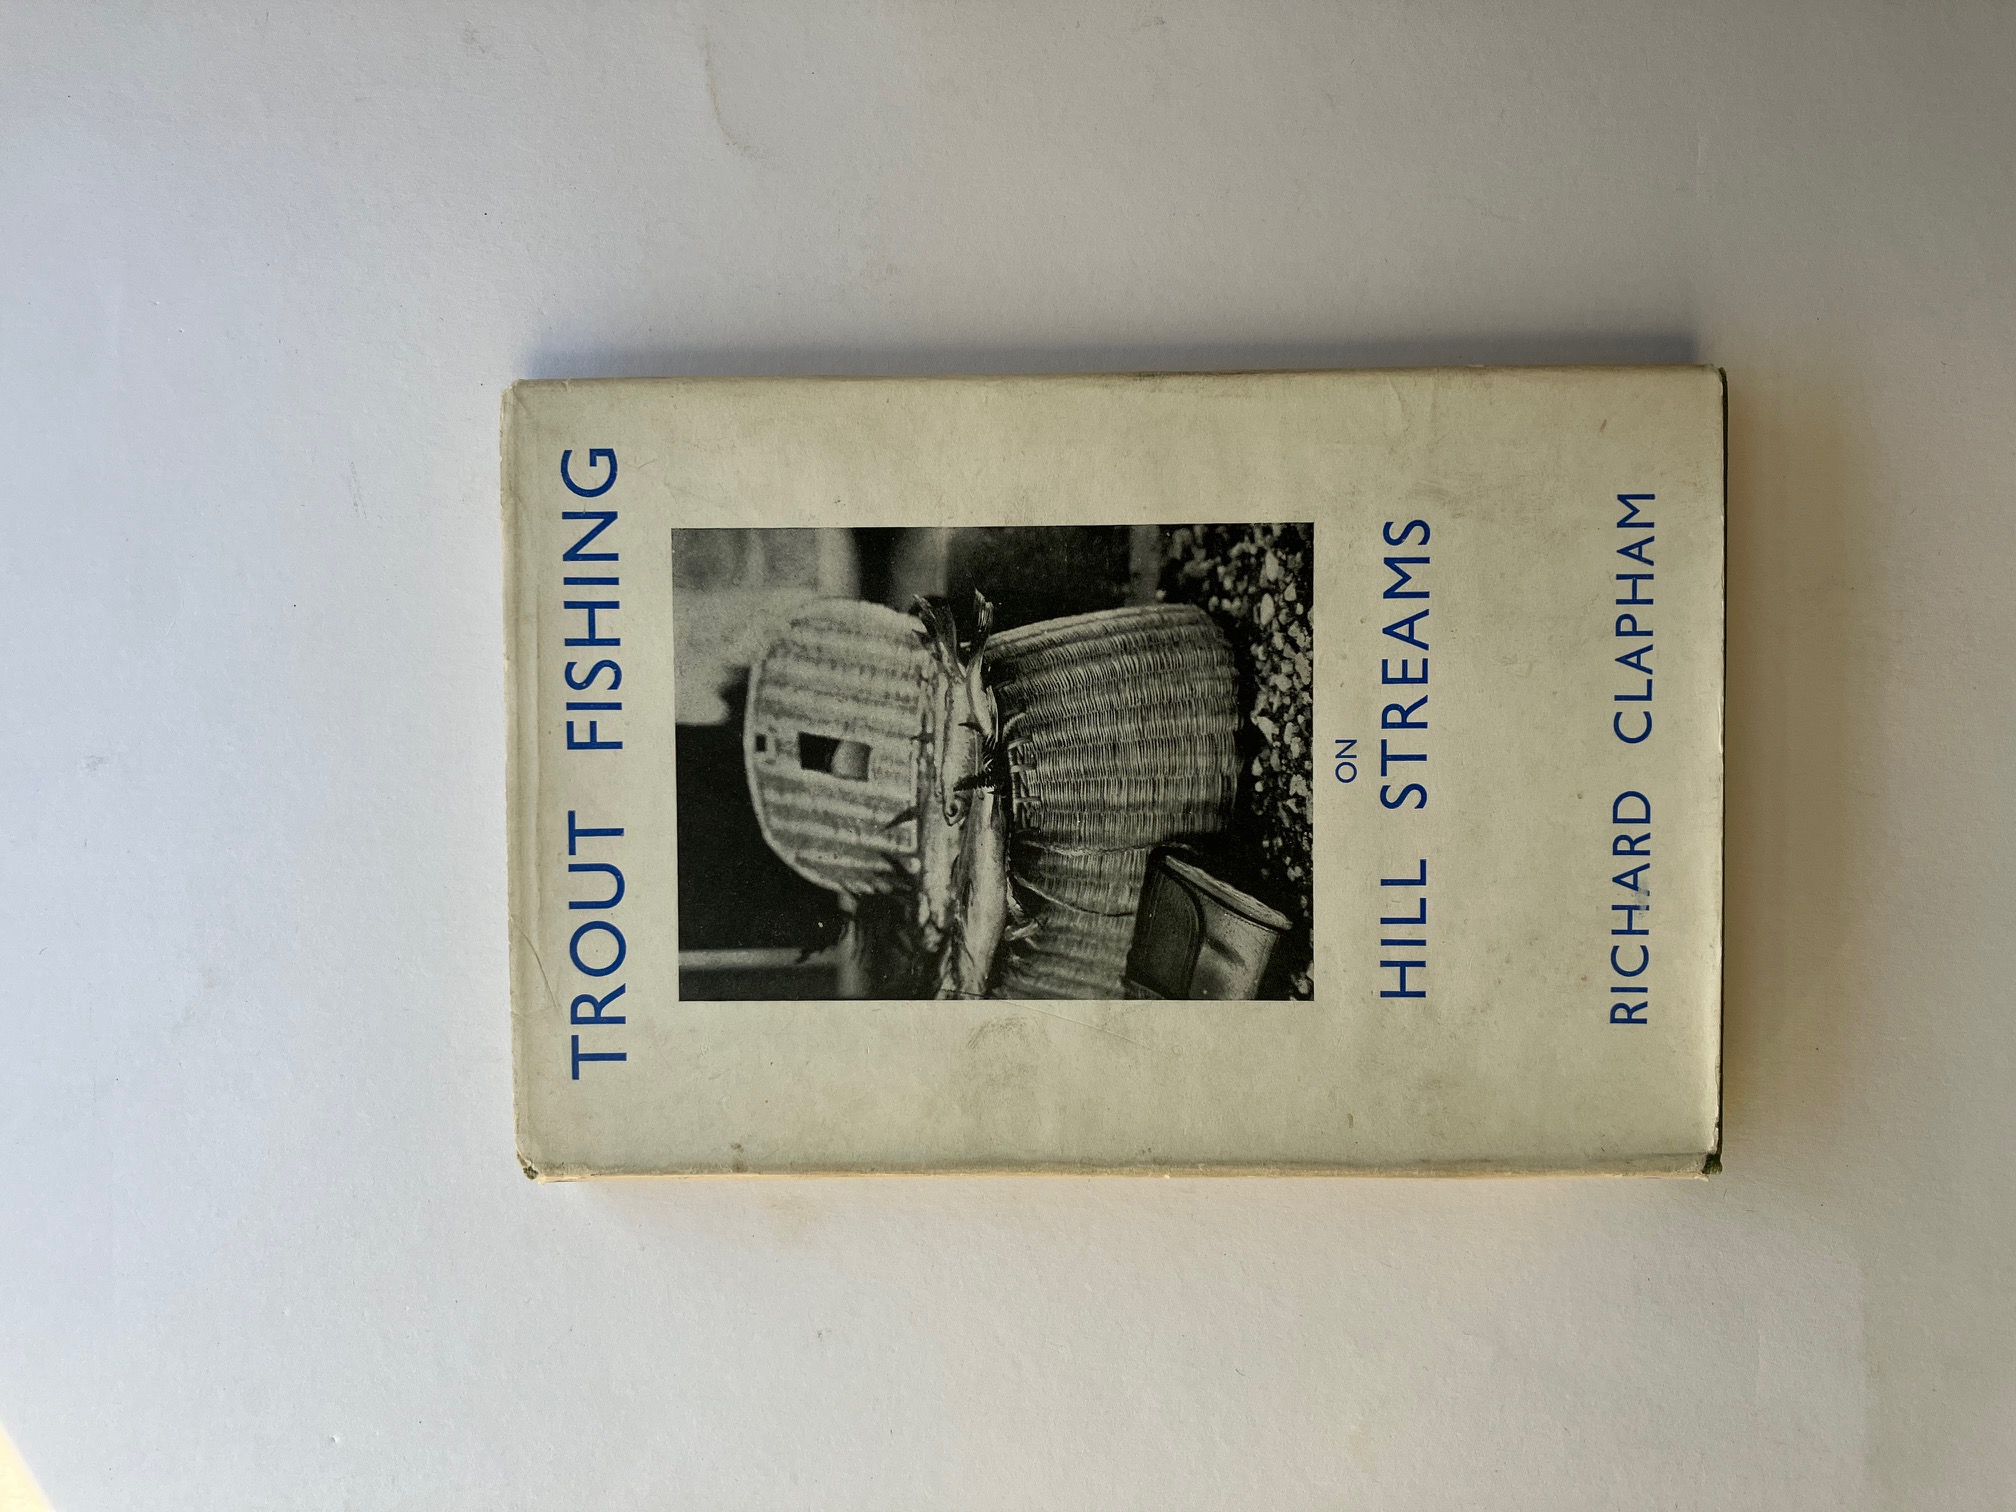 TROUT FISHING
ON
HILL STREAMS
RICHARD CLAPHAM